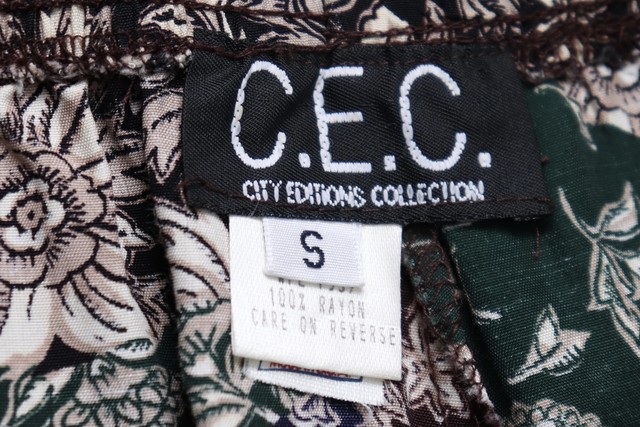 C.E.C.
CITY EDITIONS COLLECTION
S
100% RAYON
CARE ON REVERSE